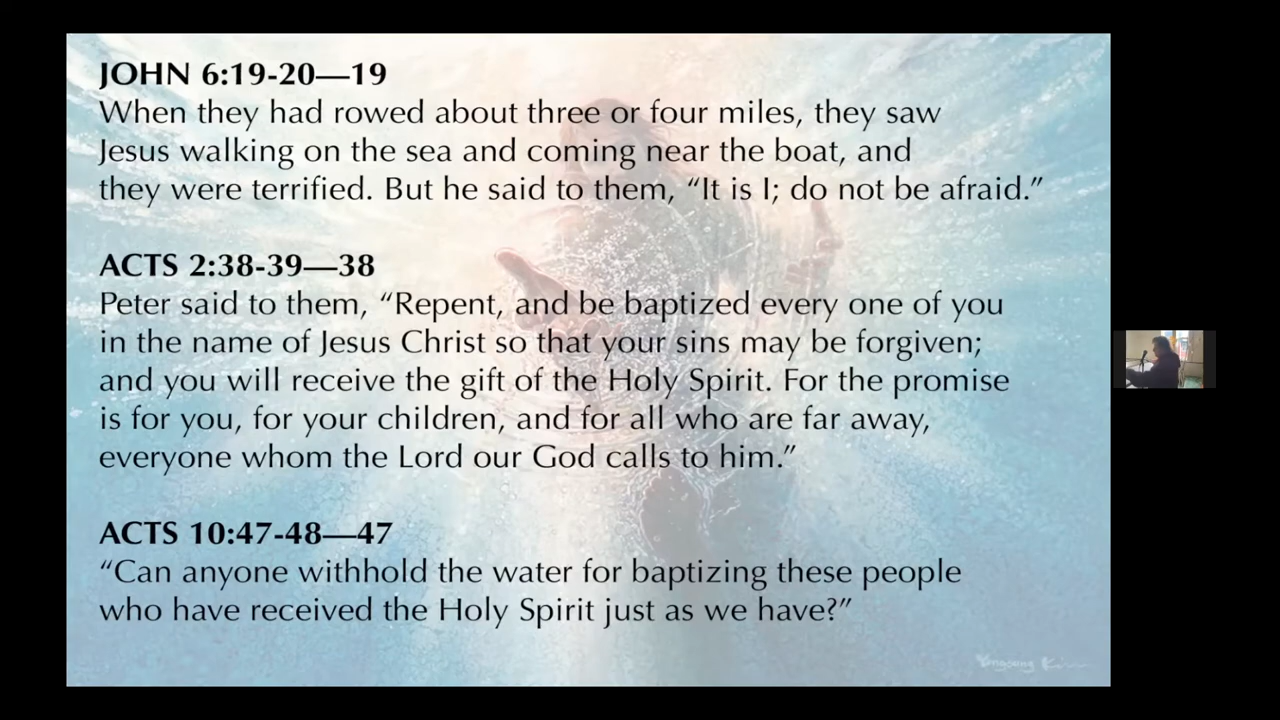 JOHN 6:19-20—19
When they had rowed about three or four miles, they saw
Jesus walking on the sea and coming near the boat, and
they were terrified. But he said to them, “It is I; do not be afraid.”
ACTS 2:38-39—38
Peter said to them, “Repent, and be baptized every one of you
in the name of Jesus Christ so that your sins may be forgiven;
and you will receive the gift of the Holy Spirit. For the promise
is for you, for your children, and for all who are far away,
everyone whom the Lord our God calls to him.”
ACTS 10:47-48—47
“Can anyone withhold the water for baptizing these people
who have received the Holy Spirit just as we have?”